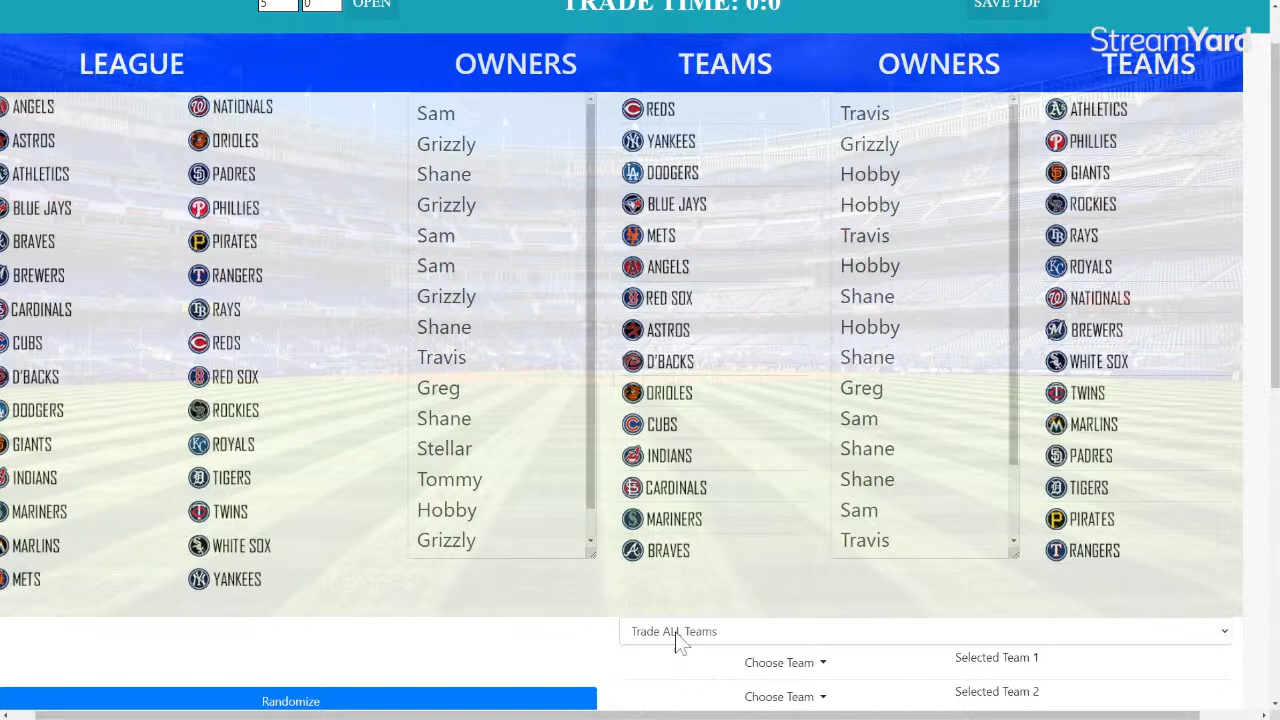 5 0 OPEN TRADE TIME: 0:0 SAVE PDF
StreamYard
LEAGUE OWNERS TEAMS OWNERS TEAMS
ANGELS NATIONALS Sam REDS Travis ATHLETICS
ASTROS ORIOLES Grizzly YANKEES Grizzly PHILLIES
ATHLETICS PADRES Shane DODGERS Hobby GIANTS
BLUE JAYS PHILLIES Grizzly BLUE JAYS Hobby ROCKIES
BRAVES PIRATES Sam METS Travis RAYS
BREWERS RANGERS Sam ANGELS Hobby ROYALS
CARDINALS RAYS Grizzly RED SOX Shane NATIONALS
CUBS REDS Shane ASTROS Hobby BREWERS
D'BACKS RED SOX Travis D'BACKS Shane WHITE SOX
DODGERS ROCKIES Greg ORIOLES Greg TWINS
GIANTS ROYALS Shane CUBS Sam MARLINS
INDIANS TIGERS Stellar INDIANS Shane PADRES
MARINERS TWINS Tommy CARDINALS Shane TIGERS
MARLINS WHITE SOX Hobby MARINERS Sam PIRATES
METS YANKEES Grizzly BRAVES Travis RANGERS
Trade ALL Teams
Choose Team Selected Team 1
Choose Team Selected Team 2
Randomize